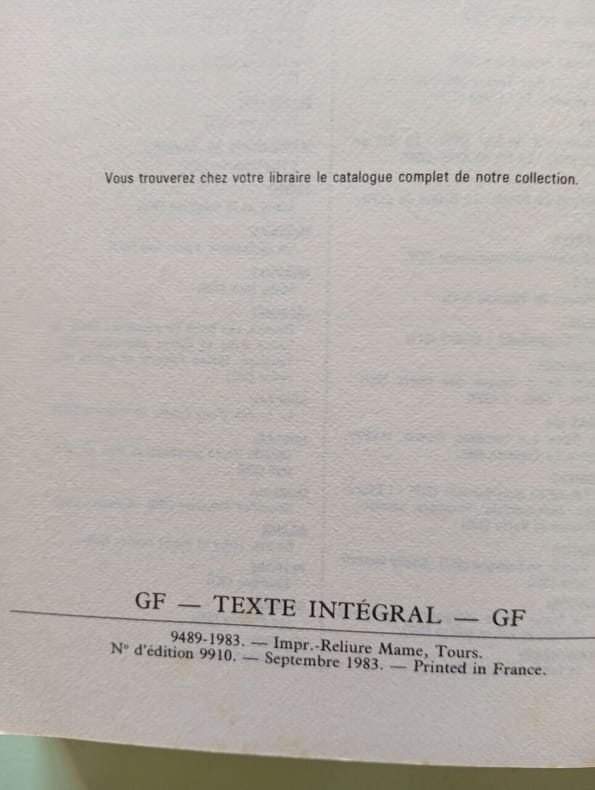 Vous trouverez chez votre libraire le catalogue complet de notre collection.
GF — TEXTE INTÉGRAL — GF
9489-1983. — Impr.-Reliure Mame, Tours.
N° d'édition 9910. — Septembre 1983. — Printed in France.